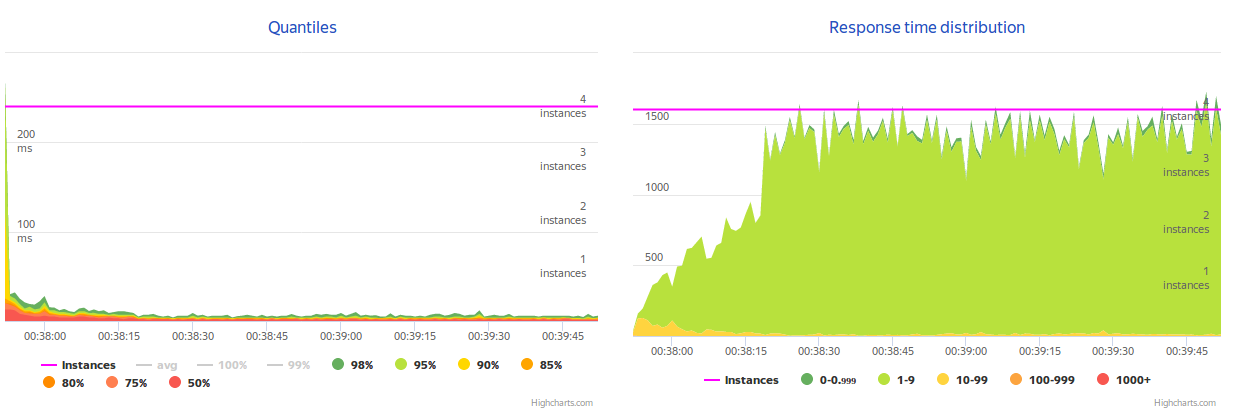 Quantiles
4
instances
200
ms
3
instances
2
instances
100
ms
1
instances
00:38:00 00:38:15 00:38:30 00:38:45 00:39:00 00:39:15 00:39:30 00:39:45
Instances avg 100% 99% 98% 95% 90% 85%
80% 75% 50%
Highcharts.com
Response time distribution
4
instances
1500
3
instances
1000
2
instances
500
1
instances
00:38:00 00:38:15 00:38:30 00:38:45 00:39:00 00:39:15 00:39:30 00:39:45
Instances 0-0.999 1-9 10-99 100-999 1000+
Highcharts.com